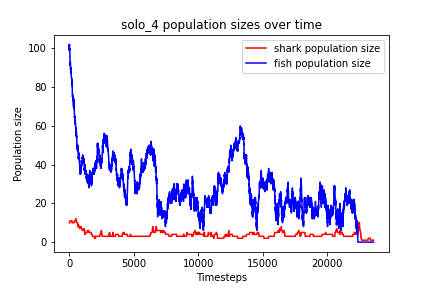 solo_4 population sizes over time
shark population size
fish population size
100
80
60
40
20
0
Population size
0
5000
10000
15000
20000
Timesteps